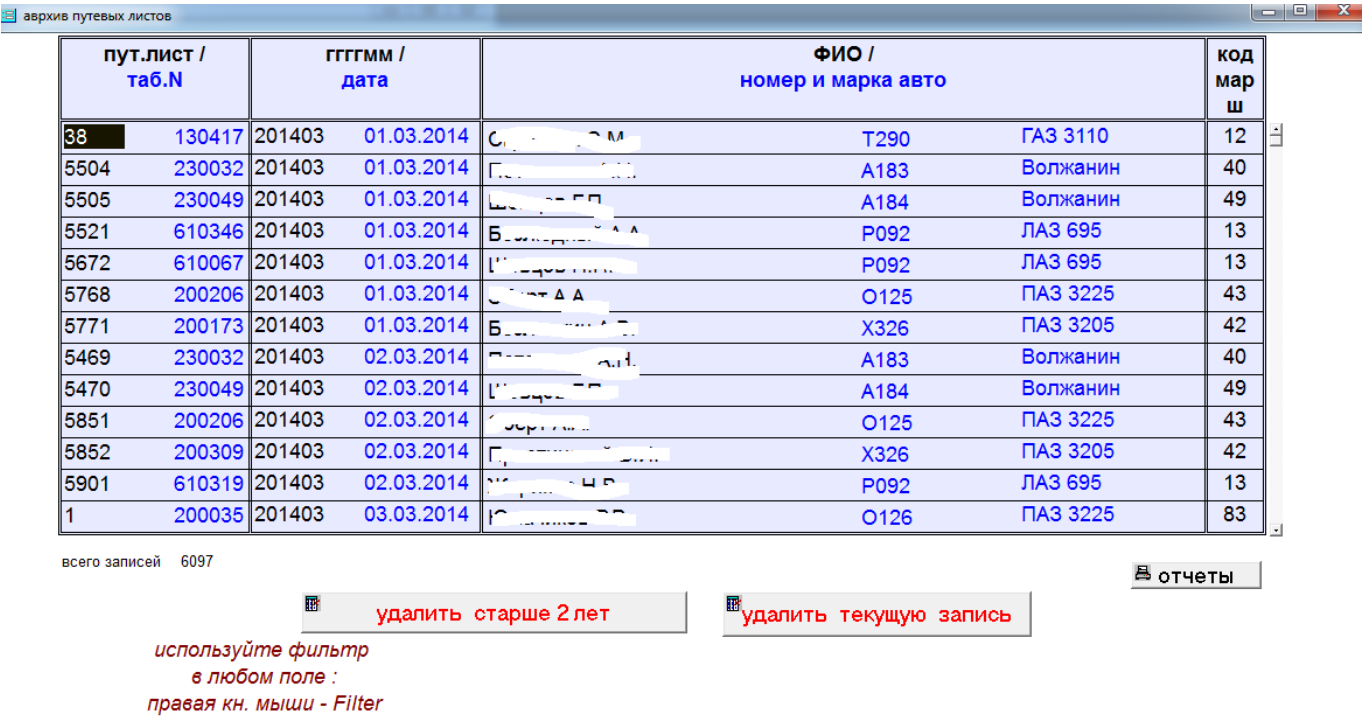 аврхив путевых листов
пут.лист / ггггмм / ФИО / код
таб.N дата номер и марка авто мар
ш
38 130417 201403 01.03.2014 Т290 ГАЗ 3110 12
5504 230032 201403 01.03.2014 А183 Волжанин 40
5505 230049 201403 01.03.2014 А184 Волжанин 49
5521 610346 201403 01.03.2014 Р092 ЛАЗ 695 13
5672 610067 201403 01.03.2014 Р092 ЛАЗ 695 13
5768 200206 201403 01.03.2014 О125 ПАЗ 3225 43
5771 200173 201403 01.03.2014 Х326 ПАЗ 3205 42
5469 230032 201403 02.03.2014 А183 Волжанин 40
5470 230049 201403 02.03.2014 А184 Волжанин 49
5851 200206 201403 02.03.2014 О125 ПАЗ 3225 43
5852 200309 201403 02.03.2014 Х326 ПАЗ 3205 42
5901 610319 201403 02.03.2014 Р092 ЛАЗ 695 13
1 200035 201403 03.03.2014 О126 ПАЗ 3225 83
всего записей 6097
отчеты
удалить старше 2 лет удалить текущую запись
используйте фильтр
в любом поле :
правая кн. мыши - Filter